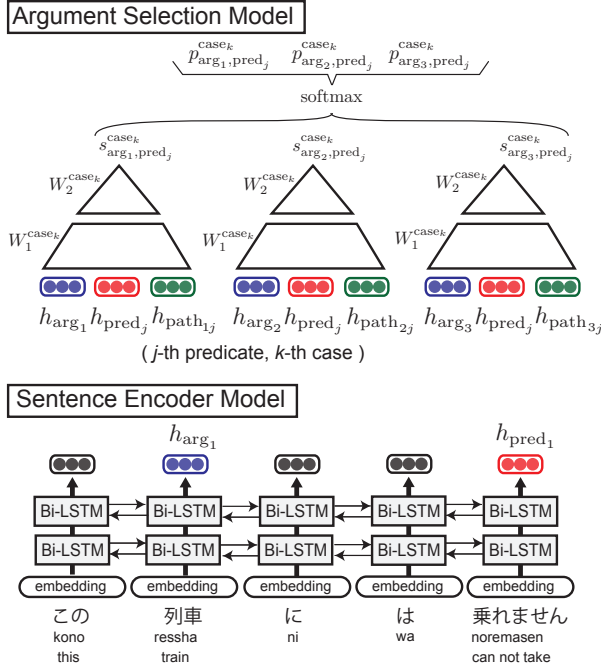 Argument Selection Model
p^{case_k}_{arg_1,pred_j} p^{case_k}_{arg_2,pred_j} p^{case_k}_{arg_3,pred_j}
softmax
s^{case_k}_{arg_1,pred_j} s^{case_k}_{arg_2,pred_j} s^{case_k}_{arg_3,pred_j}
W_2^{case_k} W_2^{case_k} W_2^{case_k}
W_1^{case_k} W_1^{case_k} W_1^{case_k}
h_{arg_1} h_{pred_j} h_{path_{1j}} h_{arg_2} h_{pred_j} h_{path_{2j}} h_{arg_3} h_{pred_j} h_{path_{3j}}
( j-th predicate, k-th case )
Sentence Encoder Model
h_{arg_1} h_{pred_1}
Bi-LSTM Bi-LSTM Bi-LSTM Bi-LSTM Bi-LSTM
Bi-LSTM Bi-LSTM Bi-LSTM Bi-LSTM Bi-LSTM
embedding embedding embedding embedding embedding
この 列車 に は 乗れません
kono ressha ni wa noremasen
this train can not take